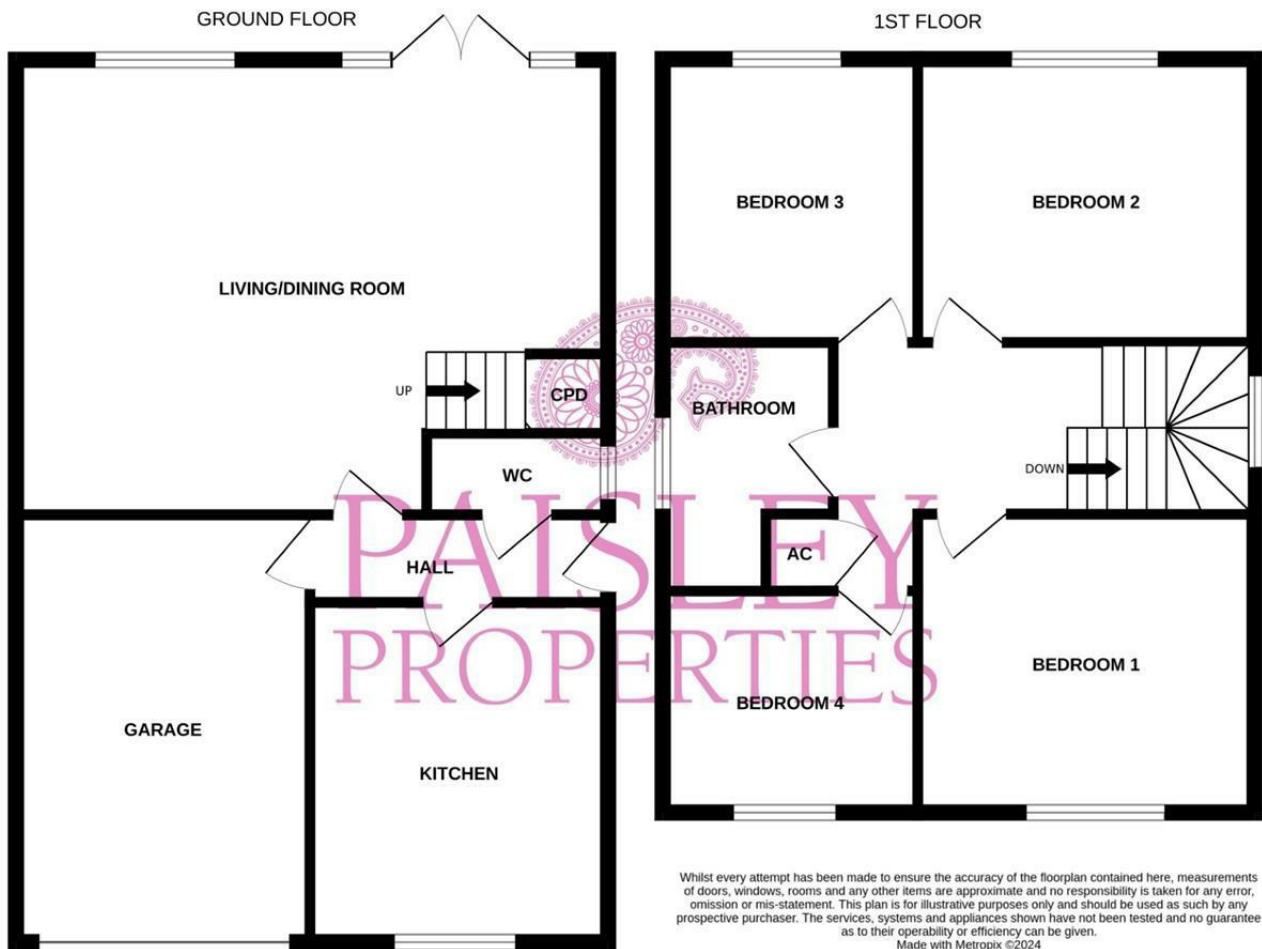 GROUND FLOOR
LIVING/DINING ROOM
UP
CPD
WC
HALL
GARAGE
KITCHEN
1ST FLOOR
BEDROOM 3
BEDROOM 2
BATHROOM
DOWN
AC
BEDROOM 1
BEDROOM 4
PAISLEY
PROPERTIES
Whilst every attempt has been made to ensure the accuracy of the floorplan contained here, measurements
of doors, windows, rooms and any other items are approximate and no responsibility is taken for any error,
omission or mis-statement. This plan is for illustrative purposes only and should be used as such by any
prospective purchaser. The services, systems and appliances shown have not been tested and no guarantee
as to their operability or efficiency can be given.
Made with Metropix ©2024